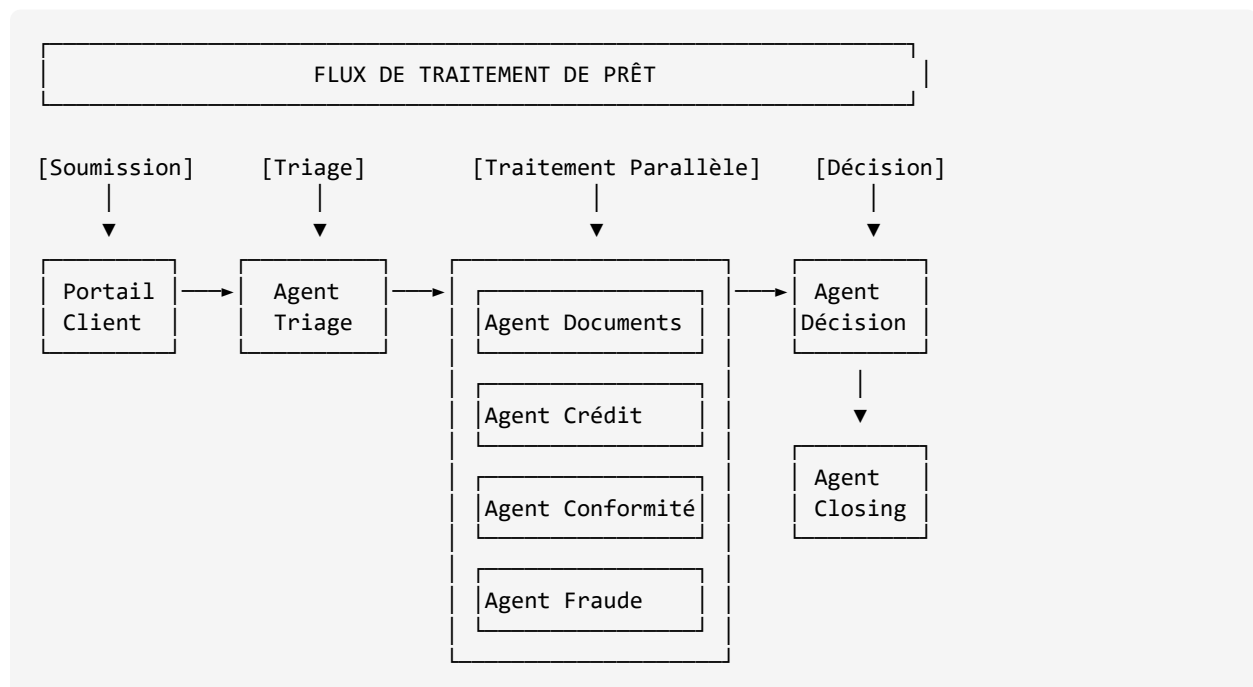 FLUX DE TRAITEMENT DE PRÊT
[Soumission] [Triage] [Traitement Parallèle] [Décision]
Portail Agent Agent
Client Triage Agent Documents Décision
Agent Crédit
Agent
Agent Conformité Closing
Agent Fraude